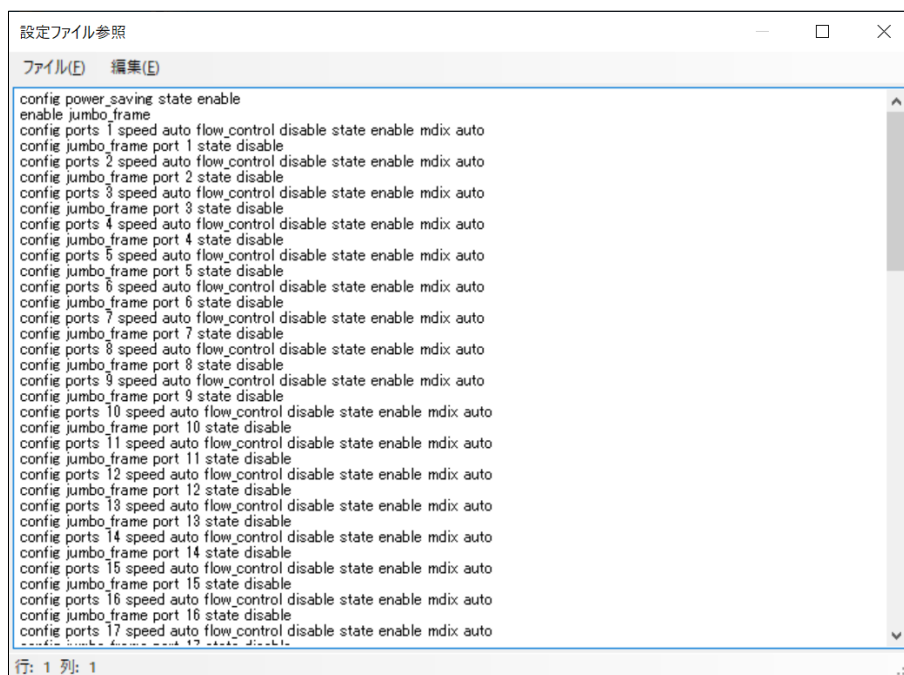 設定ファイル参照
ファイル(F) 編集(E)
config power_saving state enable
enable jumbo_frame
config ports 1 speed auto flow_control disable state enable mdix auto
config jumbo_frame port 1 state disable
config ports 2 speed auto flow_control disable state enable mdix auto
config jumbo_frame port 2 state disable
config ports 3 speed auto flow_control disable state enable mdix auto
config jumbo_frame port 3 state disable
config ports 4 speed auto flow_control disable state enable mdix auto
config jumbo_frame port 4 state disable
config ports 5 speed auto flow_control disable state enable mdix auto
config jumbo_frame port 5 state disable
config ports 6 speed auto flow_control disable state enable mdix auto
config jumbo_frame port 6 state disable
config ports 7 speed auto flow_control disable state enable mdix auto
config jumbo_frame port 7 state disable
config ports 8 speed auto flow_control disable state enable mdix auto
config jumbo_frame port 8 state disable
config ports 9 speed auto flow_control disable state enable mdix auto
config jumbo_frame port 9 state disable
config ports 10 speed auto flow_control disable state enable mdix auto
config jumbo_frame port 10 state disable
config ports 11 speed auto flow_control disable state enable mdix auto
config jumbo_frame port 11 state disable
config ports 12 speed auto flow_control disable state enable mdix auto
config jumbo_frame port 12 state disable
config ports 13 speed auto flow_control disable state enable mdix auto
config jumbo_frame port 13 state disable
config ports 14 speed auto flow_control disable state enable mdix auto
config jumbo_frame port 14 state disable
config ports 15 speed auto flow_control disable state enable mdix auto
config jumbo_frame port 15 state disable
config ports 16 speed auto flow_control disable state enable mdix auto
config jumbo_frame port 16 state disable
config ports 17 speed auto flow_control disable state enable mdix auto
行: 1 列: 1